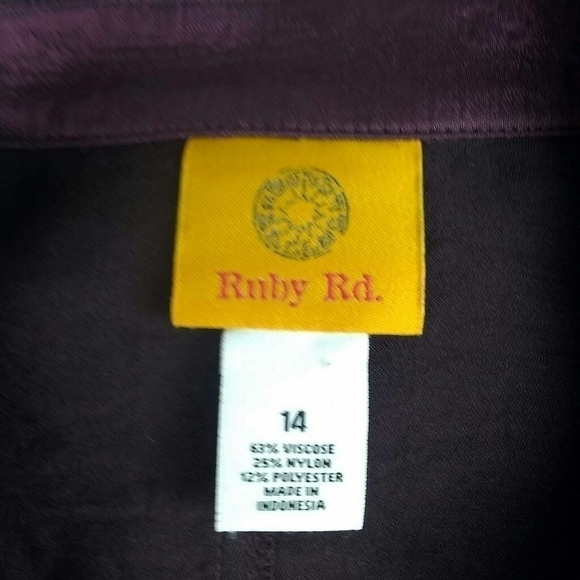 Ruby Rd.
14
63% VISCOSE
25% NYLON
12% POLYESTER
MADE IN
INDONESIA